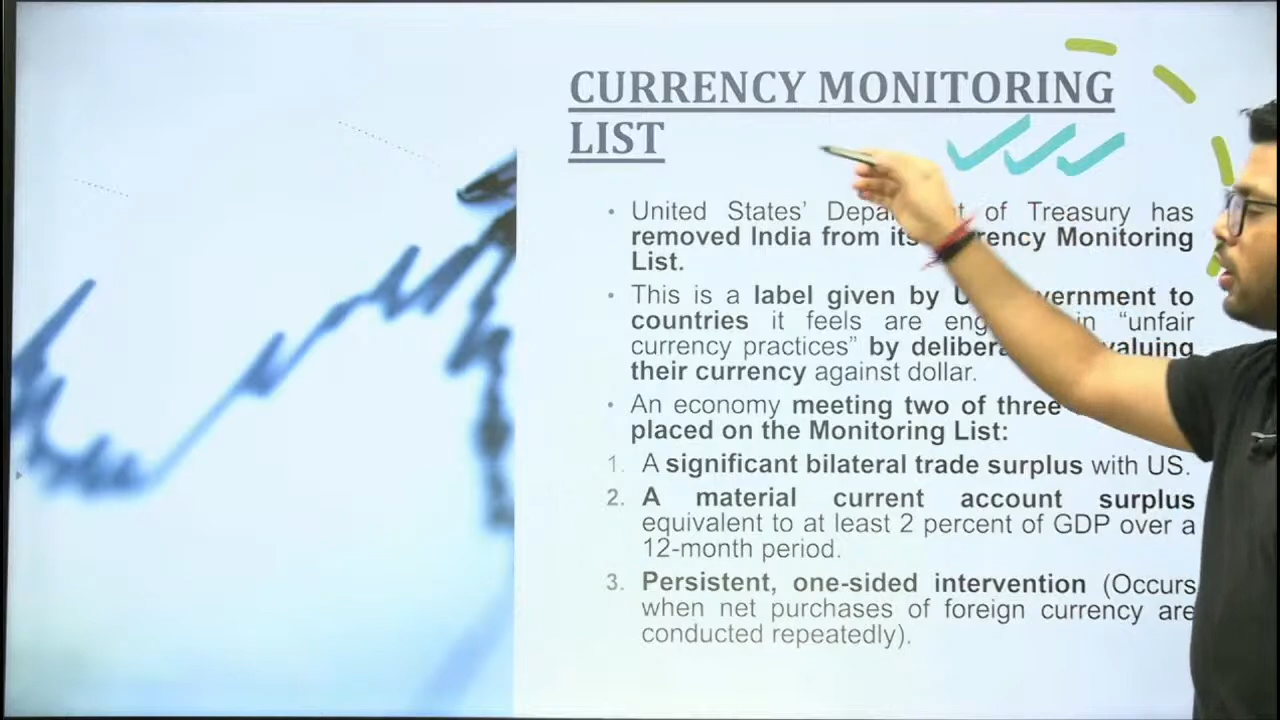 CURRENCY MONITORING
LIST
• United States’ of Treasury has
removed India from its Monitoring
List.
• This is a label given by to
countries it feels are in “unfair
currency practices” by
their currency against dollar.
• An economy meeting two of three
placed on the Monitoring List:
1. A significant bilateral trade surplus with US.
2. A material current account surplus
equivalent to at least 2 percent of GDP over a
12-month period.
3. Persistent, one-sided intervention (Occurs
when net purchases of foreign currency are
conducted repeatedly).